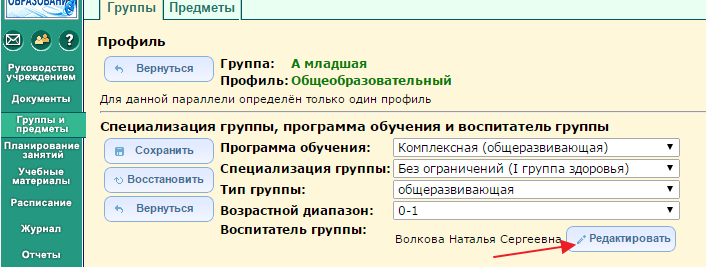 ОБРАЗОВАНИЯ
Группы Предметы
Профиль
Вернуться
Группа: А младшая
Профиль: Общеобразовательный
Для данной параллели определён только один профиль
Руководство
учреждением
Документы
Группы и
предметы
Планирование
занятий
Учебные
материалы
Расписание
Журнал
Отчеты
Специализация группы, программа обучения и воспитатель группы
Сохранить
Восстановить
Вернуться
Программа обучения: Комплексная (общеразвивающая)
Специализация группы: Без ограничений (I группа здоровья)
Тип группы: общеразвивающая
Возрастной диапазон: 0-1
Воспитатель группы: Волкова Наталья Сергеевна Редактировать